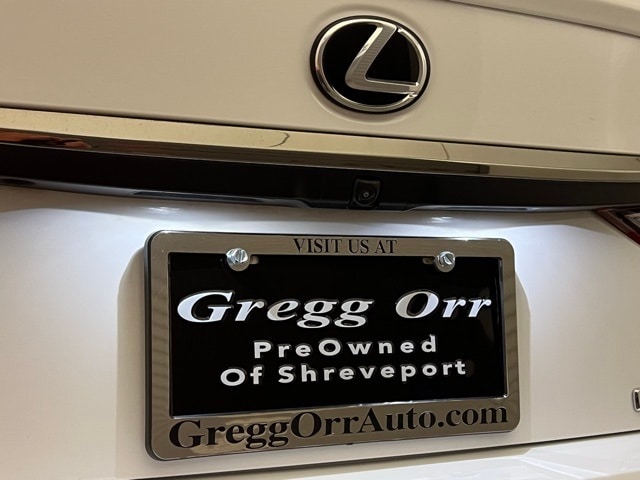 VISIT US AT
Gregg Orr
PreOwned
Of Shreveport
GreggOrrAuto.com